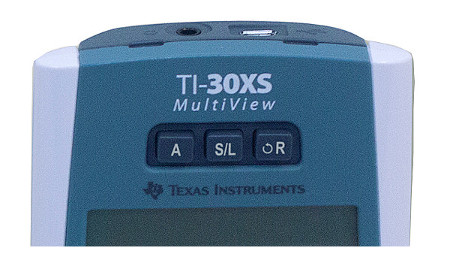 TI-30XS
MultiView
A S/L R
TEXAS INSTRUMENTS